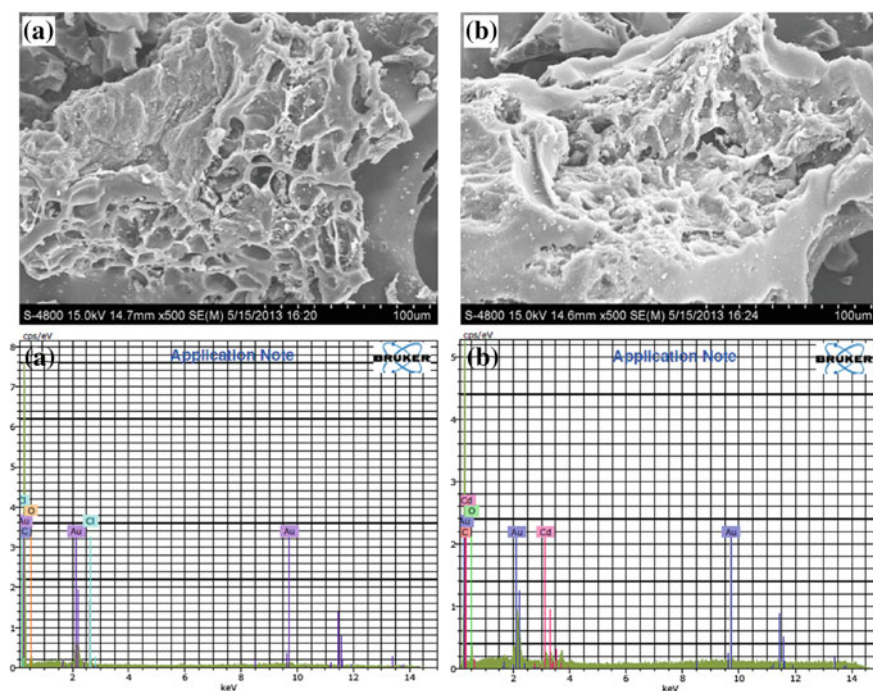 (a)
S-4800 15.0kV 14.7mm x500 SE(M) 5/15/2013 16:20 100um
(b)
S-4800 15.0kV 14.6mm x500 SE(M) 5/15/2013 16:24 100um
cps/eV
(a)
Application Note
BRUKER
8
7
6
5
4
3
2
1
0
Cl
O
Au
C
Au
Cl
Au
2 4 6 8 10 12 14
keV
cps/eV
(b)
Application Note
BRUKER
5
4
3
2
1
0
Cd
O
Au
C
Au
Cd
Au
2 4 6 8 10 12 14
keV